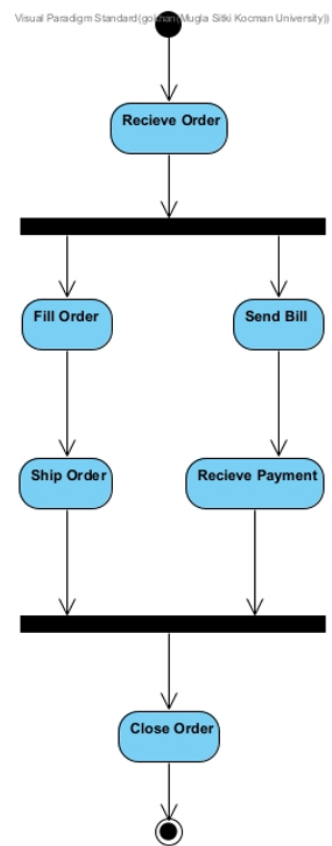 Visual Paradigm Standard(gokhan(Mugla Sitki Kocman University))
Recieve Order
Fill Order
Send Bill
Ship Order
Recieve Payment
Close Order